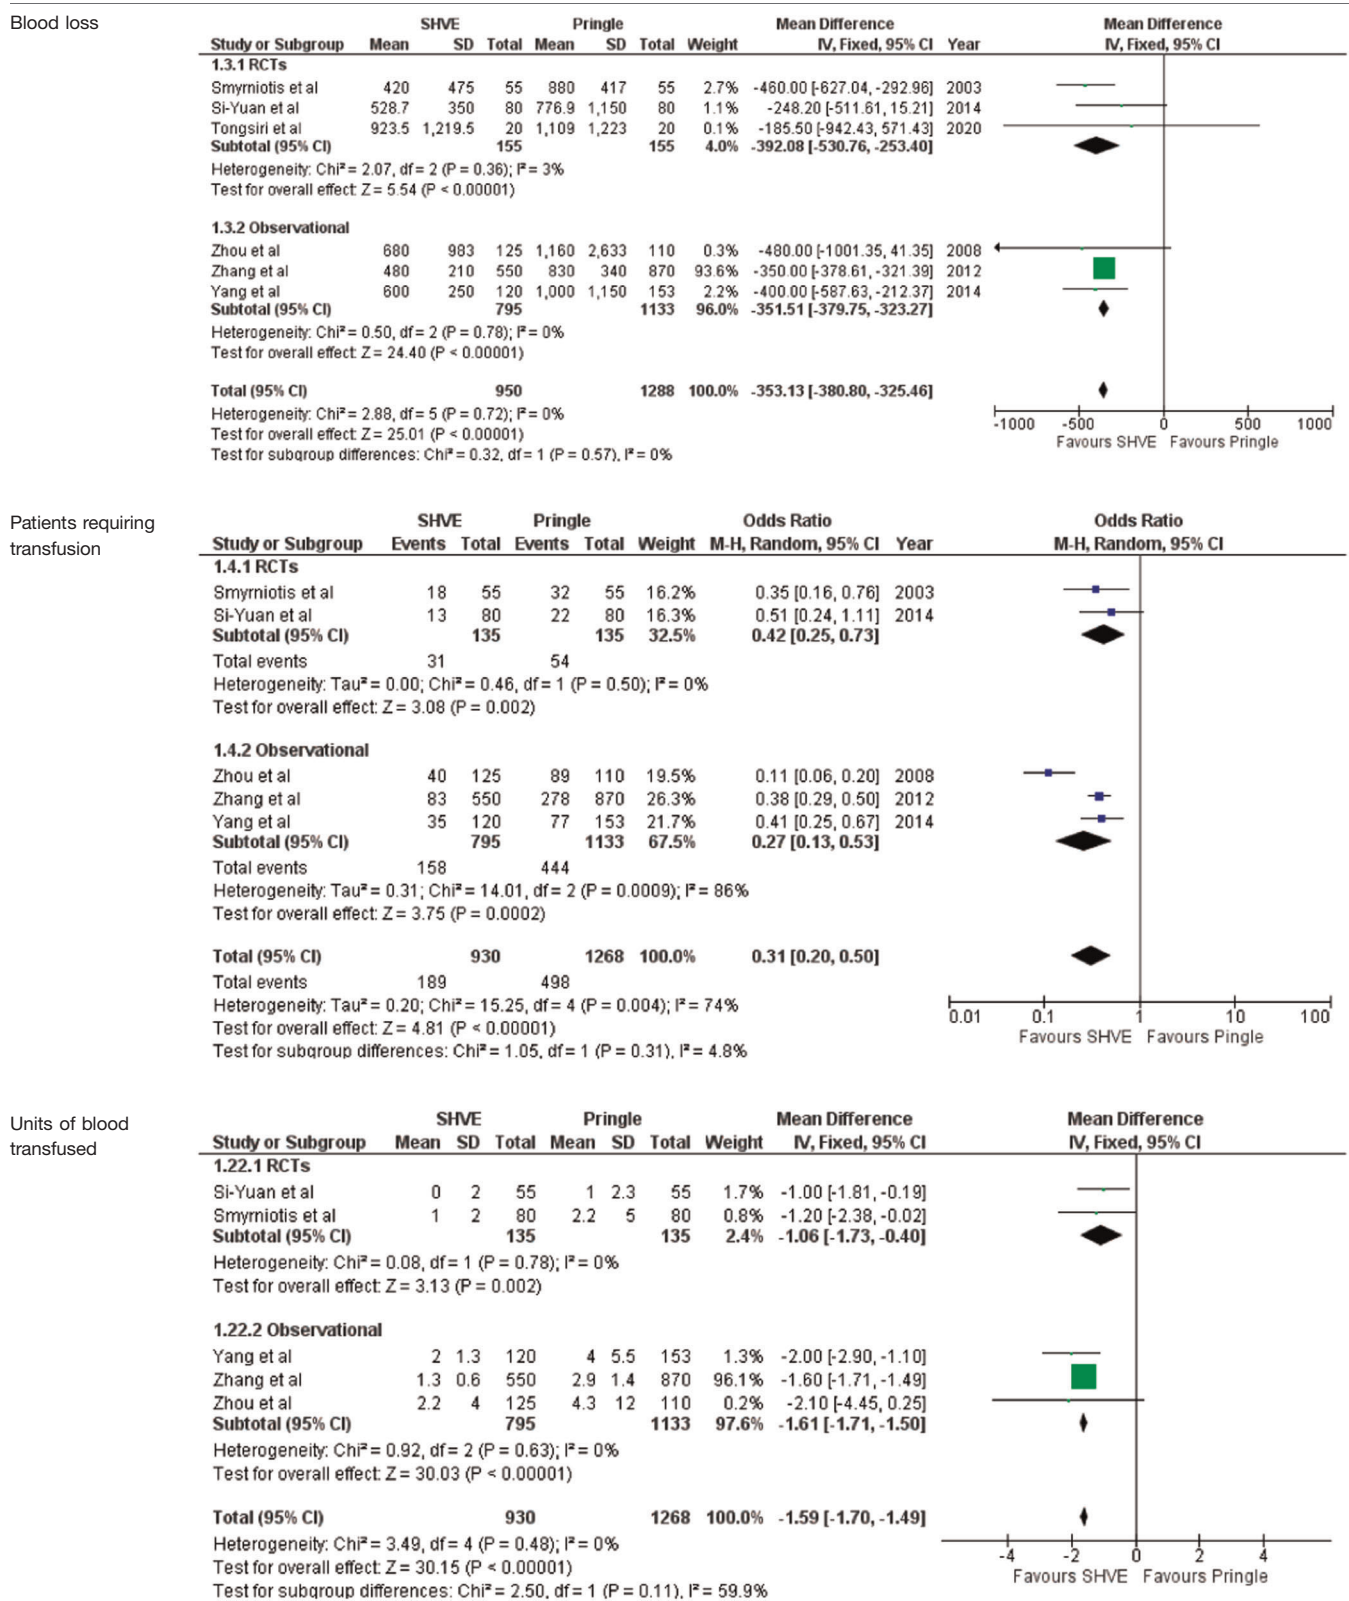 Blood loss
SHVE Pringle Mean Difference Mean Difference
Study or Subgroup Mean SD Total Mean SD Total Weight IV, Fixed, 95% CI Year IV, Fixed, 95% CI
1.3.1 RCTs
Smyrniotis et al 420 475 55 880 417 55 2.7% -460.00 [-627.04, -292.96] 2003
Si-Yuan et al 528.7 350 80 776.9 1,150 80 1.1% -248.20 [-511.61, 15.21] 2014
Tongsiri et al 923.5 1,219.5 20 1,109 1,223 20 0.1% -185.50 [-942.43, 571.43] 2020
Subtotal (95% CI) 155 155 4.0% -392.08 [-530.76, -253.40]
Heterogeneity: Chi² = 2.07, df = 2 (P = 0.36); I² = 3%
Test for overall effect: Z = 5.54 (P < 0.00001)
1.3.2 Observational
Zhou et al 680 983 125 1,160 2,633 110 0.3% -480.00 [-1001.35, 41.35] 2008
Zhang et al 480 210 550 830 340 870 93.6% -350.00 [-378.61, -321.39] 2012
Yang et al 600 250 120 1,000 1,150 153 2.2% -400.00 [-587.63, -212.37] 2014
Subtotal (95% CI) 795 1133 96.0% -351.51 [-379.75, -323.27]
Heterogeneity: Chi² = 0.50, df = 2 (P = 0.78); I² = 0%
Test for overall effect: Z = 24.40 (P < 0.00001)
Total (95% CI) 950 1288 100.0% -353.13 [-380.80, -325.46]
Heterogeneity: Chi² = 2.88, df = 5 (P = 0.72); I² = 0%
Test for overall effect: Z = 25.01 (P < 0.00001)
Test for subgroup differences: Chi² = 0.32, df = 1 (P = 0.57), I² = 0%
-1000 -500 0 500 1000
Favours SHVE Favours Pringle
Patients requiring
transfusion
SHVE Pringle Odds Ratio Odds Ratio
Study or Subgroup Events Total Events Total Weight M-H, Random, 95% CI Year M-H, Random, 95% CI
1.4.1 RCTs
Smyrniotis et al 18 55 32 55 16.2% 0.35 [0.16, 0.76] 2003
Si-Yuan et al 13 80 22 80 16.3% 0.51 [0.24, 1.11] 2014
Subtotal (95% CI) 135 135 32.5% 0.42 [0.25, 0.73]
Total events 31 54
Heterogeneity: Tau² = 0.00; Chi² = 0.46, df = 1 (P = 0.50); I² = 0%
Test for overall effect: Z = 3.08 (P = 0.002)
1.4.2 Observational
Zhou et al 40 125 89 110 19.5% 0.11 [0.06, 0.20] 2008
Zhang et al 83 550 278 870 26.3% 0.38 [0.29, 0.50] 2012
Yang et al 35 120 77 153 21.7% 0.41 [0.25, 0.67] 2014
Subtotal (95% CI) 795 1133 67.5% 0.27 [0.13, 0.53]
Total events 158 444
Heterogeneity: Tau² = 0.31; Chi² = 14.01, df = 2 (P = 0.0009); I² = 86%
Test for overall effect: Z = 3.75 (P = 0.0002)
Total (95% CI) 930 1268 100.0% 0.31 [0.20, 0.50]
Total events 189 498
Heterogeneity: Tau² = 0.20; Chi² = 15.25, df = 4 (P = 0.004); I² = 74%
Test for overall effect: Z = 4.81 (P < 0.00001)
Test for subgroup differences: Chi² = 1.05, df = 1 (P = 0.31), I² = 4.8%
0.01 0.1 1 10 100
Favours SHVE Favours Pingle
Units of blood
transfused
SHVE Pringle Mean Difference Mean Difference
Study or Subgroup Mean SD Total Mean SD Total Weight IV, Fixed, 95% CI IV, Fixed, 95% CI
1.22.1 RCTs
Si-Yuan et al 0 2 55 1 2.3 55 1.7% -1.00 [-1.81, -0.19]
Smyrniotis et al 1 2 80 2.2 5 80 0.8% -1.20 [-2.38, -0.02]
Subtotal (95% CI) 135 135 2.4% -1.06 [-1.73, -0.40]
Heterogeneity: Chi² = 0.08, df = 1 (P = 0.78); I² = 0%
Test for overall effect: Z = 3.13 (P = 0.002)
1.22.2 Observational
Yang et al 2 1.3 120 4 5.5 153 1.3% -2.00 [-2.90, -1.10]
Zhang et al 1.3 0.6 550 2.9 1.4 870 96.1% -1.60 [-1.71, -1.49]
Zhou et al 2.2 4 125 4.3 12 110 0.2% -2.10 [-4.45, 0.25]
Subtotal (95% CI) 795 1133 97.6% -1.61 [-1.71, -1.50]
Heterogeneity: Chi² = 0.92, df = 2 (P = 0.63); I² = 0%
Test for overall effect: Z = 30.03 (P < 0.00001)
Total (95% CI) 930 1268 100.0% -1.59 [-1.70, -1.49]
Heterogeneity: Chi² = 3.49, df = 4 (P = 0.48); I² = 0%
Test for overall effect: Z = 30.15 (P < 0.00001)
Test for subgroup differences: Chi² = 2.50, df = 1 (P = 0.11), I² = 59.9%
-4 -2 0 2 4
Favours SHVE Favours Pringle